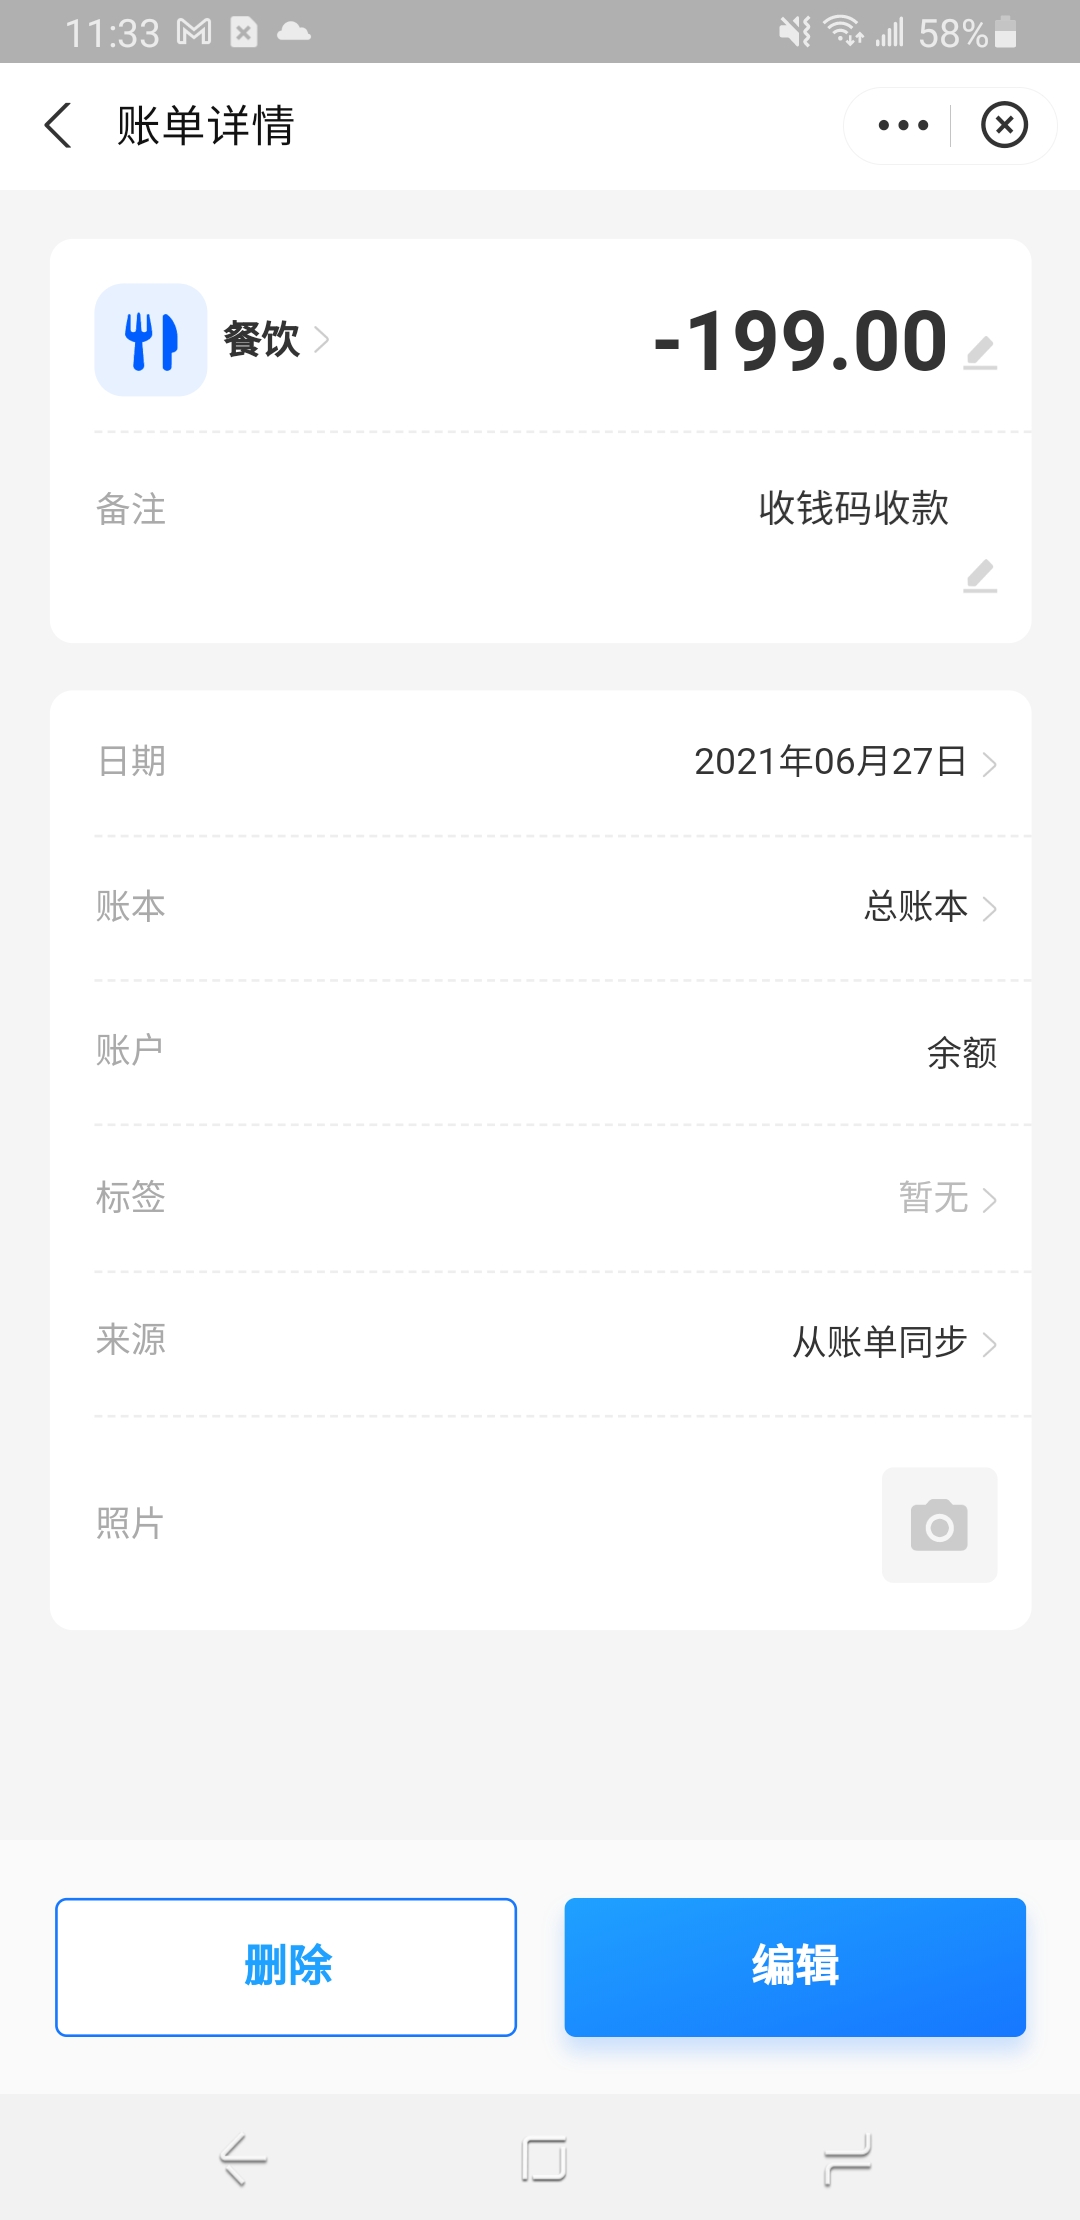 11:33
58%
账单详情
餐饮
-199.00
备注
收钱码收款
日期
2021年06月27日
账本
总账本
账户
余额
标签
暂无
来源
从账单同步
照片
删除
编辑